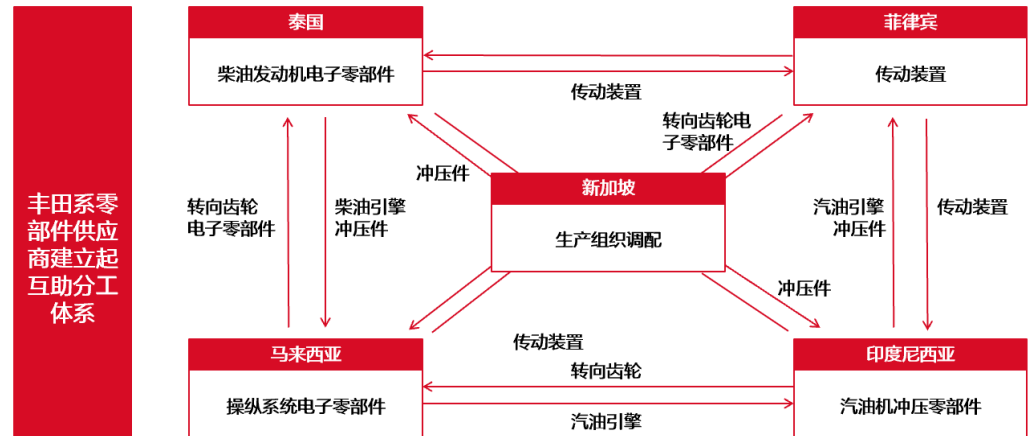 丰田系零
部件供应
商建立起
互助分工
体系
泰国
柴油发动机电子零部件
菲律宾
传动装置
传动装置
转向齿轮电
子零部件
冲压件
新加坡
生产组织调配
转向齿轮
电子零部件
柴油引擎
冲压件
汽油引擎
冲压件
传动装置
冲压件
传动装置
马来西亚
操纵系统电子零部件
转向齿轮
汽油引擎
印度尼西亚
汽油机冲压零部件